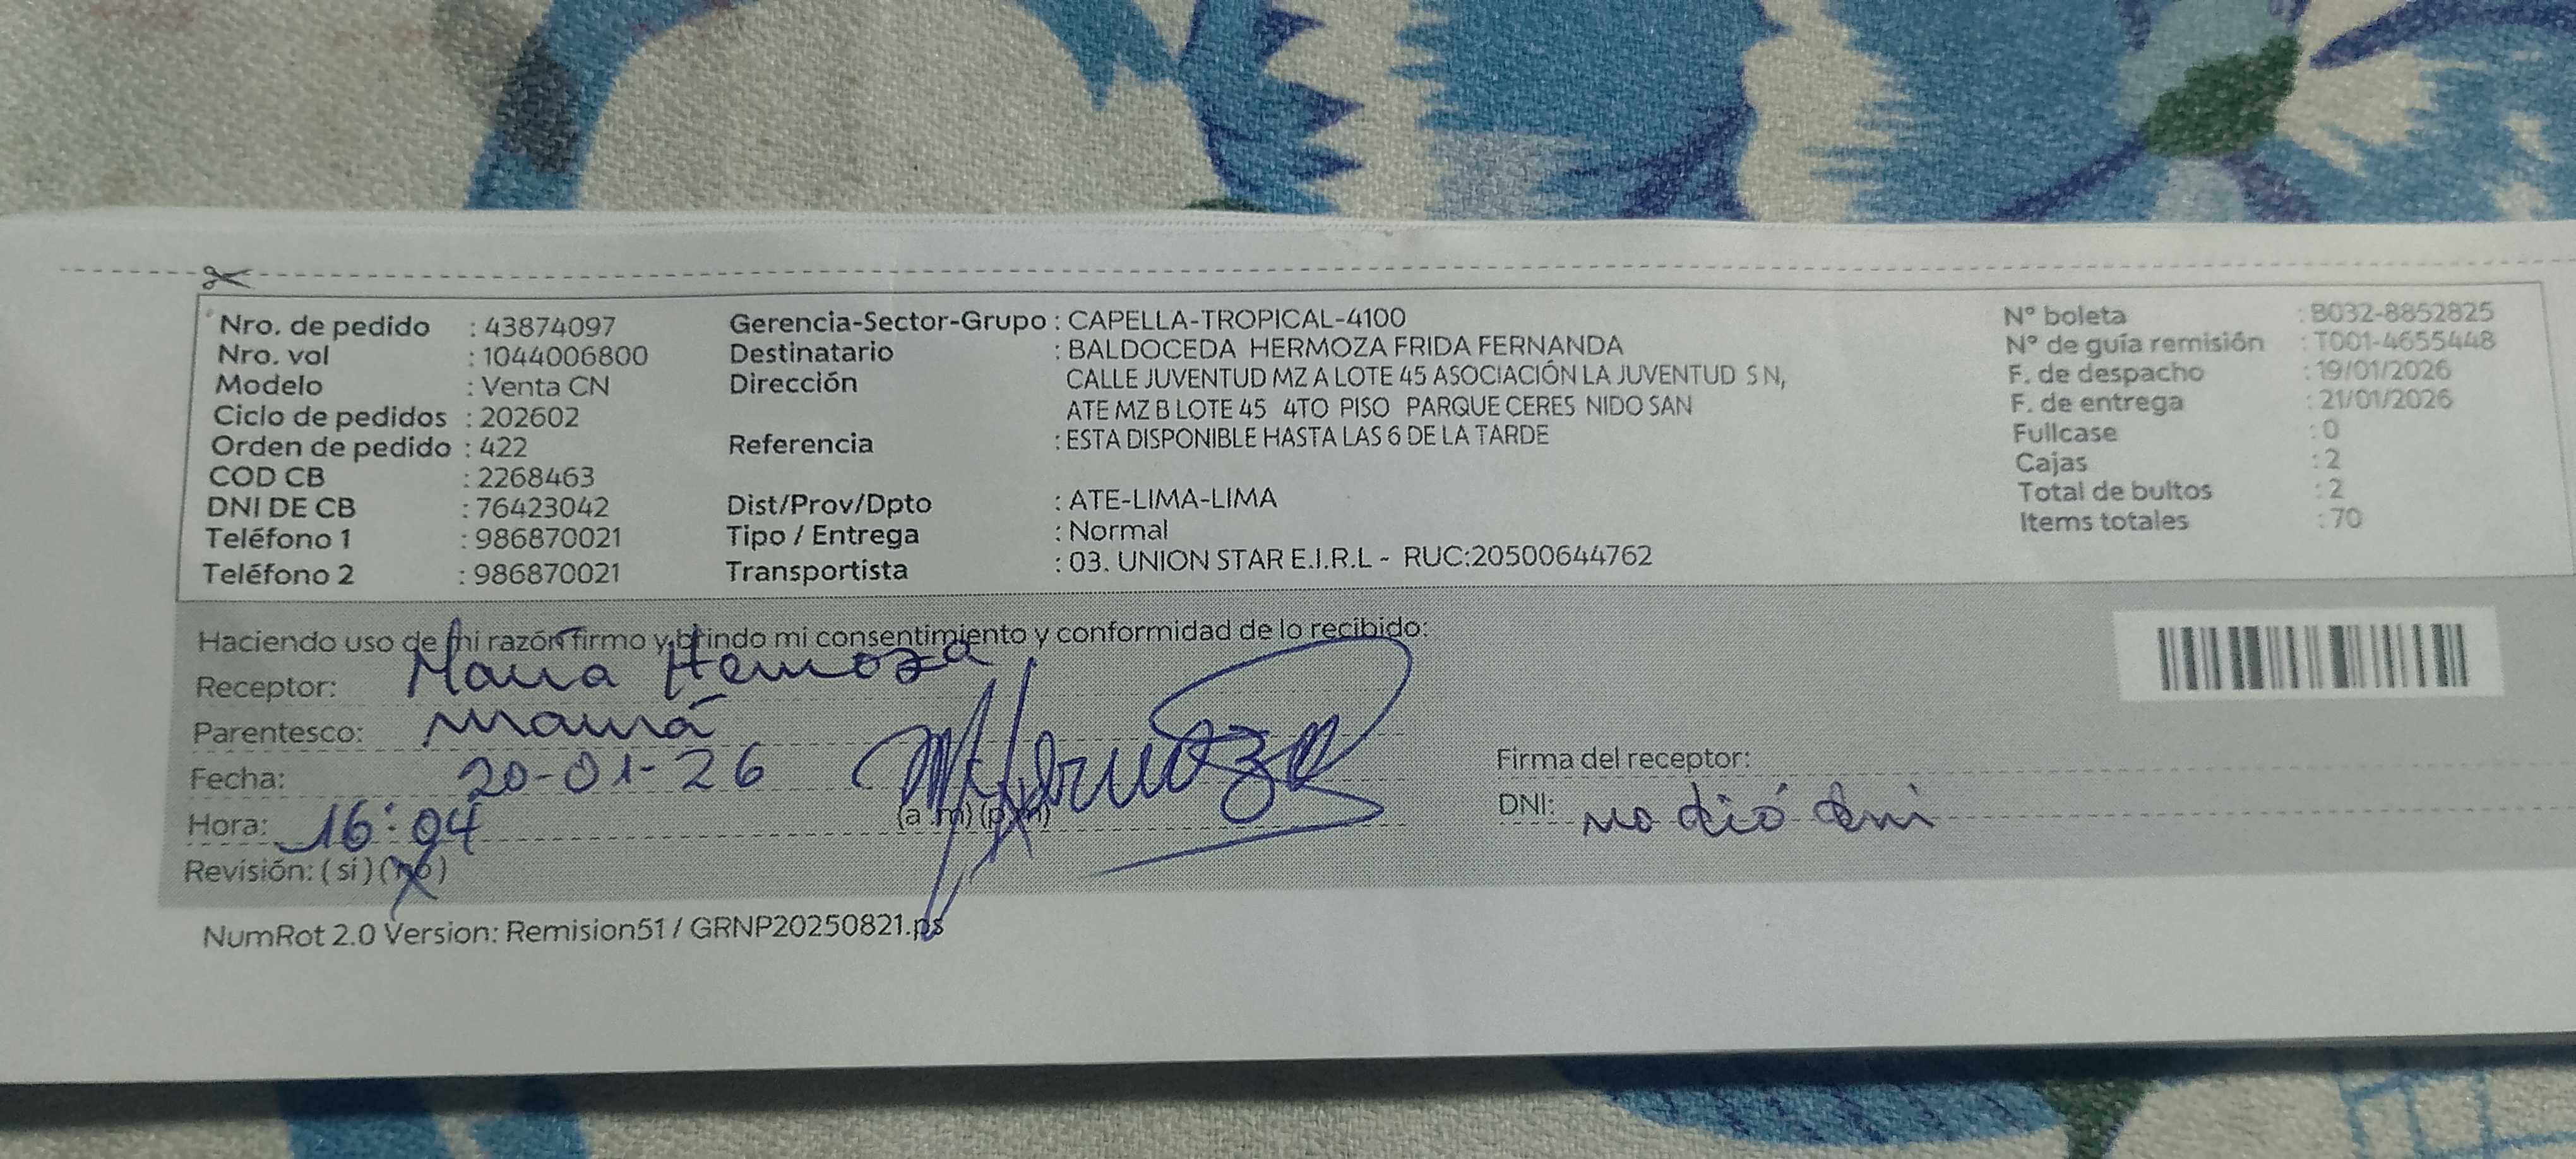 Nro. de pedido : 43874097
Nro. vol : 1044006800
Modelo : Venta CN
Ciclo de pedidos : 202602
Orden de pedido : 422
COD CB : 2268463
DNI DE CB : 76423042
Teléfono 1 : 986870021
Teléfono 2 : 986870021
Gerencia-Sector-Grupo : CAPELLA-TROPICAL-4100
Destinatario : BALDOCEDA HERMOZA FRIDA FERNANDA
Dirección CALLE JUVENTUD MZ A LOTE 45 ASOCIACIÓN LA JUVENTUD S N,
ATE MZ B LOTE 45 4TO PISO PARQUE CERES NIDO SAN
Referencia : ESTA DISPONIBLE HASTA LAS 6 DE LA TARDE
Dist/Prov/Dpto : ATE-LIMA-LIMA
Tipo / Entrega : Normal
Transportista : 03. UNION STAR E.I.R.L - RUC:20500644762
N° boleta : B032-8852825
N° de guía remisión : T001-4655448
F. de despacho : 19/01/2026
F. de entrega : 21/01/2026
Fullcase : 0
Cajas : 2
Total de bultos : 2
Items totales : 70
Haciendo uso de mi razón firmo y brindo mi consentimiento y conformidad de lo recibido:
Receptor: Maria Hermoza
Parentesco: mamá
Fecha: 20-01-26
Hora: 16:04 (a m) (p m)
Revisión: (si) (no)
Firma del receptor:
DNI: no dió dni
NumRot 2.0 Version: Remision51 / GRNP20250821.ps